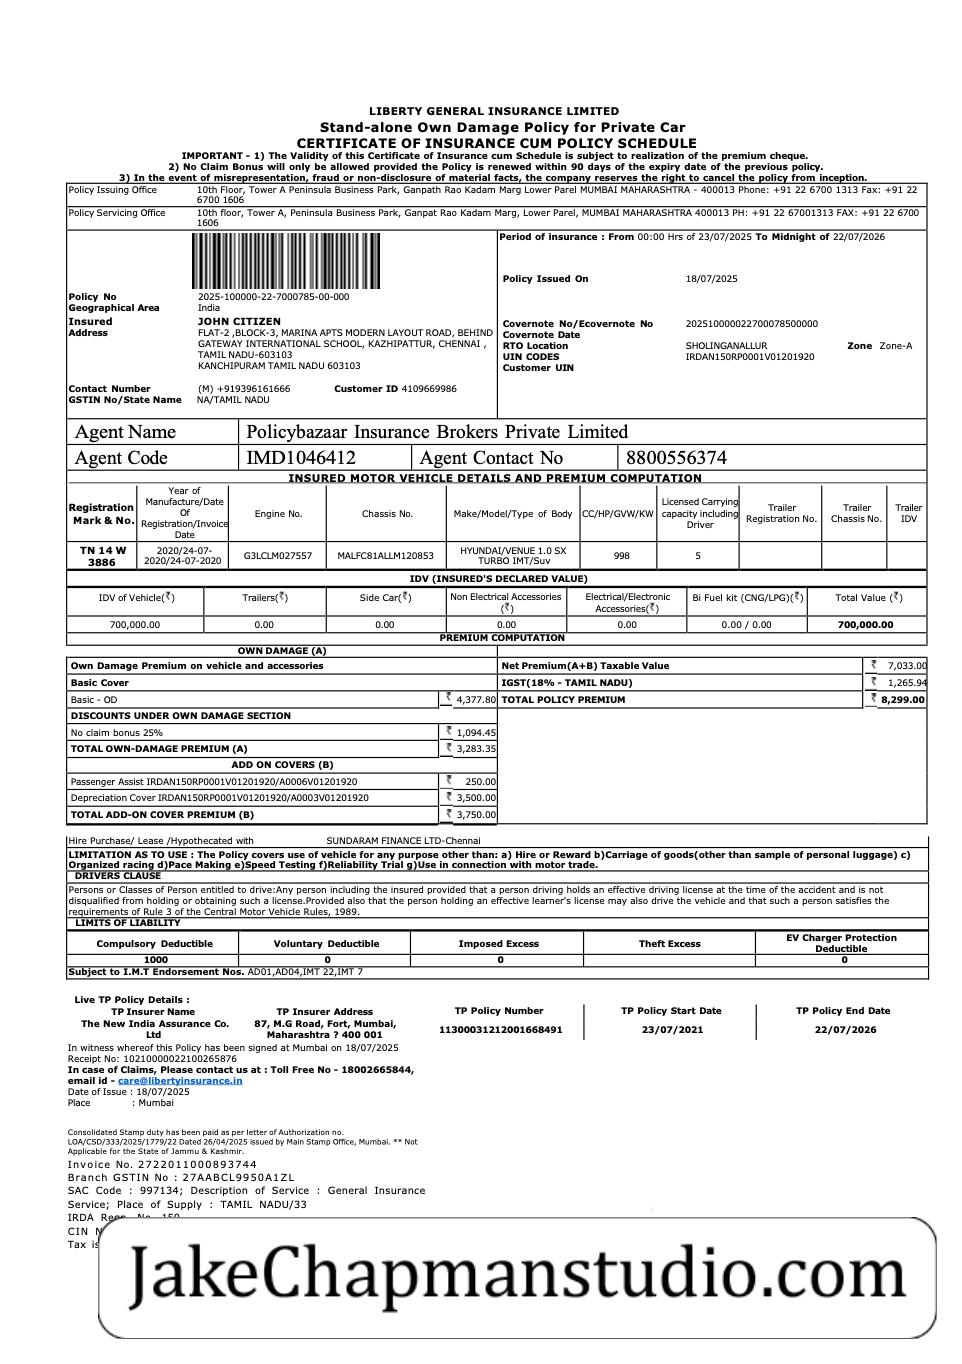 LIBERTY GENERAL INSURANCE LIMITED
Stand-alone Own Damage Policy for Private Car
CERTIFICATE OF INSURANCE CUM POLICY SCHEDULE
IMPORTANT - 1) The Validity of this Certificate of Insurance cum Schedule is subject to realization of the premium cheque.
2) No Claim Bonus will only be allowed provided the Policy is renewed within 90 days of the expiry date of the previous policy.
3) In the event of misrepresentation, fraud or non-disclosure of material facts, the company reserves the right to cancel the policy from inception.
Policy Issuing Office 10th Floor, Tower A Peninsula Business Park, Ganpath Rao Kadam Marg Lower Parel MUMBAI MAHARASHTRA - 400013 Phone: +91 22 6700 1313 Fax: +91 22
6700 1606
Policy Servicing Office 10th floor, Tower A, Peninsula Business Park, Ganpat Rao Kadam Marg, Lower Parel, MUMBAI MAHARASHTRA 400013 PH: +91 22 67001313 FAX: +91 22 6700
1606
Period of insurance : From 00:00 Hrs of 23/07/2025 To Midnight of 22/07/2026
Policy Issued On 18/07/2025
Policy No 2025-100000-22-7000785-00-000
Geographical Area India
Insured JOHN CITIZEN
Address FLAT-2 ,BLOCK-3, MARINA APTS MODERN LAYOUT ROAD, BEHIND
GATEWAY INTERNATIONAL SCHOOL, KAZHIPATTUR, CHENNAI ,
TAMIL NADU-603103
KANCHIPURAM TAMIL NADU 603103
Covernote No/Ecovernote No 202510000022700078500000
Covernote Date
RTO Location SHOLINGANALLUR Zone Zone-A
UIN CODES IRDAN150RP0001V01201920
Customer UIN
Contact Number (M) +919396161666 Customer ID 4109669986
GSTIN No/State Name NA/TAMIL NADU
Agent Name Policybazaar Insurance Brokers Private Limited
Agent Code IMD1046412 Agent Contact No 8800556374
INSURED MOTOR VEHICLE DETAILS AND PREMIUM COMPUTATION
Registration Mark & No. Year of Manufacture/Date Of Registration/Invoice Date Engine No. Chassis No. Make/Model/Type of Body CC/HP/GVW/KW Licensed Carrying capacity including Driver Trailer Registration No. Trailer Chassis No. Trailer IDV
TN 14 W 3886 2020/24-07-2020/24-07-2020 G3LCLM027557 MALFC81ALLM120853 HYUNDAI/VENUE 1.0 SX TURBO IMT/Suv 998 5
IDV (INSURED'S DECLARED VALUE)
IDV of Vehicle(₹) Trailers(₹) Side Car(₹) Non Electrical Accessories (₹) Electrical/Electronic Accessories(₹) Bi Fuel kit (CNG/LPG)(₹) Total Value (₹)
700,000.00 0.00 0.00 0.00 0.00 0.00 / 0.00 700,000.00
PREMIUM COMPUTATION
OWN DAMAGE (A)
Own Damage Premium on vehicle and accessories Net Premium(A+B) Taxable Value ₹ 7,033.00
Basic Cover IGST(18% - TAMIL NADU) ₹ 1,265.94
Basic - OD ₹ 4,377.80 TOTAL POLICY PREMIUM ₹ 8,299.00
DISCOUNTS UNDER OWN DAMAGE SECTION
No claim bonus 25% ₹ 1,094.45
TOTAL OWN-DAMAGE PREMIUM (A) ₹ 3,283.35
ADD ON COVERS (B)
Passenger Assist IRDAN150RP0001V01201920/A0006V01201920 ₹ 250.00
Depreciation Cover IRDAN150RP0001V01201920/A0003V01201920 ₹ 3,500.00
TOTAL ADD-ON COVER PREMIUM (B) ₹ 3,750.00
Hire Purchase/ Lease /Hypothecated with SUNDARAM FINANCE LTD-Chennai
LIMITATION AS TO USE : The Policy covers use of vehicle for any purpose other than: a) Hire or Reward b)Carriage of goods(other than sample of personal luggage) c)
Organized racing d)Pace Making e)Speed Testing f)Reliability Trial g)Use in connection with motor trade.
DRIVERS CLAUSE
Persons or Classes of Person entitled to drive:Any person including the insured provided that a person driving holds an effective driving license at the time of the accident and is not
disqualified from holding or obtaining such a license.Provided also that the person holding an effective learner's license may also drive the vehicle and that such a person satisfies the
requirements of Rule 3 of the Central Motor Vehicle Rules, 1989.
LIMITS OF LIABILITY
Compulsory Deductible Voluntary Deductible Imposed Excess Theft Excess EV Charger Protection Deductible
1000 0 0 0
Subject to I.M.T Endorsement Nos. AD01,AD04,IMT 22,IMT 7
Live TP Policy Details :
TP Insurer Name TP Insurer Address TP Policy Number TP Policy Start Date TP Policy End Date
The New India Assurance Co. Ltd 87, M.G Road, Fort, Mumbai, Maharashtra ? 400 001 11300031212001668491 23/07/2021 22/07/2026
In witness whereof this Policy has been signed at Mumbai on 18/07/2025
Receipt No: 10210000022100265876
In case of Claims, Please contact us at : Toll Free No - 18002665844,
email id - care@libertyinsurance.in
Date of Issue : 18/07/2025
Place : Mumbai
Consolidated Stamp duty has been paid as per letter of Authorization no.
LOA/CSD/333/2025/1779/22 Dated 26/04/2025 issued by Main Stamp Office, Mumbai. ** Not
Applicable for the State of Jammu & Kashmir.
Invoice No. 2722011000893744
Branch GSTIN No : 27AABCL9950A1ZL
SAC Code : 997134; Description of Service : General Insurance
Service; Place of Supply : TAMIL NADU/33
IRDA
CIN
Tax
JakeChapmanstudio.com